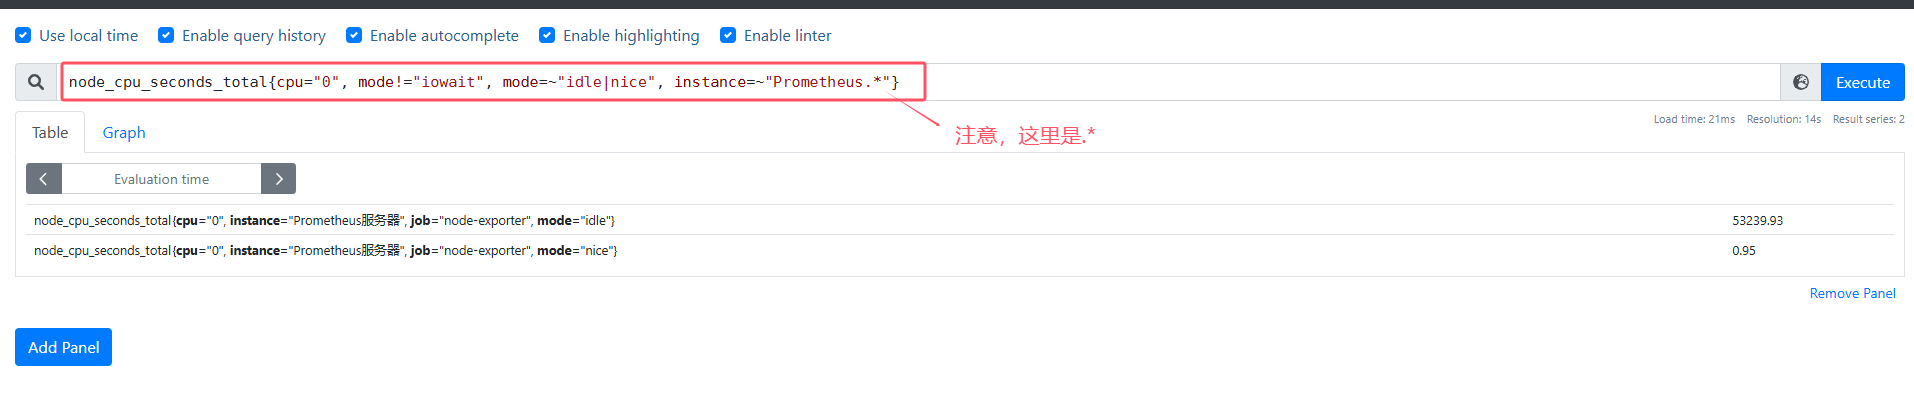 Use local time Enable query history Enable autocomplete Enable highlighting Enable linter
node_cpu_seconds_total{cpu="0", mode!="iowait", mode=~"idle|nice", instance=~"Prometheus.*"}
Execute
Table Graph
Load time: 21ms Resolution: 14s Result series: 2
注意，这里是.*
Evaluation time
node_cpu_seconds_total{cpu="0", instance="Prometheus服务器", job="node-exporter", mode="idle"} 53239.93
node_cpu_seconds_total{cpu="0", instance="Prometheus服务器", job="node-exporter", mode="nice"} 0.95
Remove Panel
Add Panel